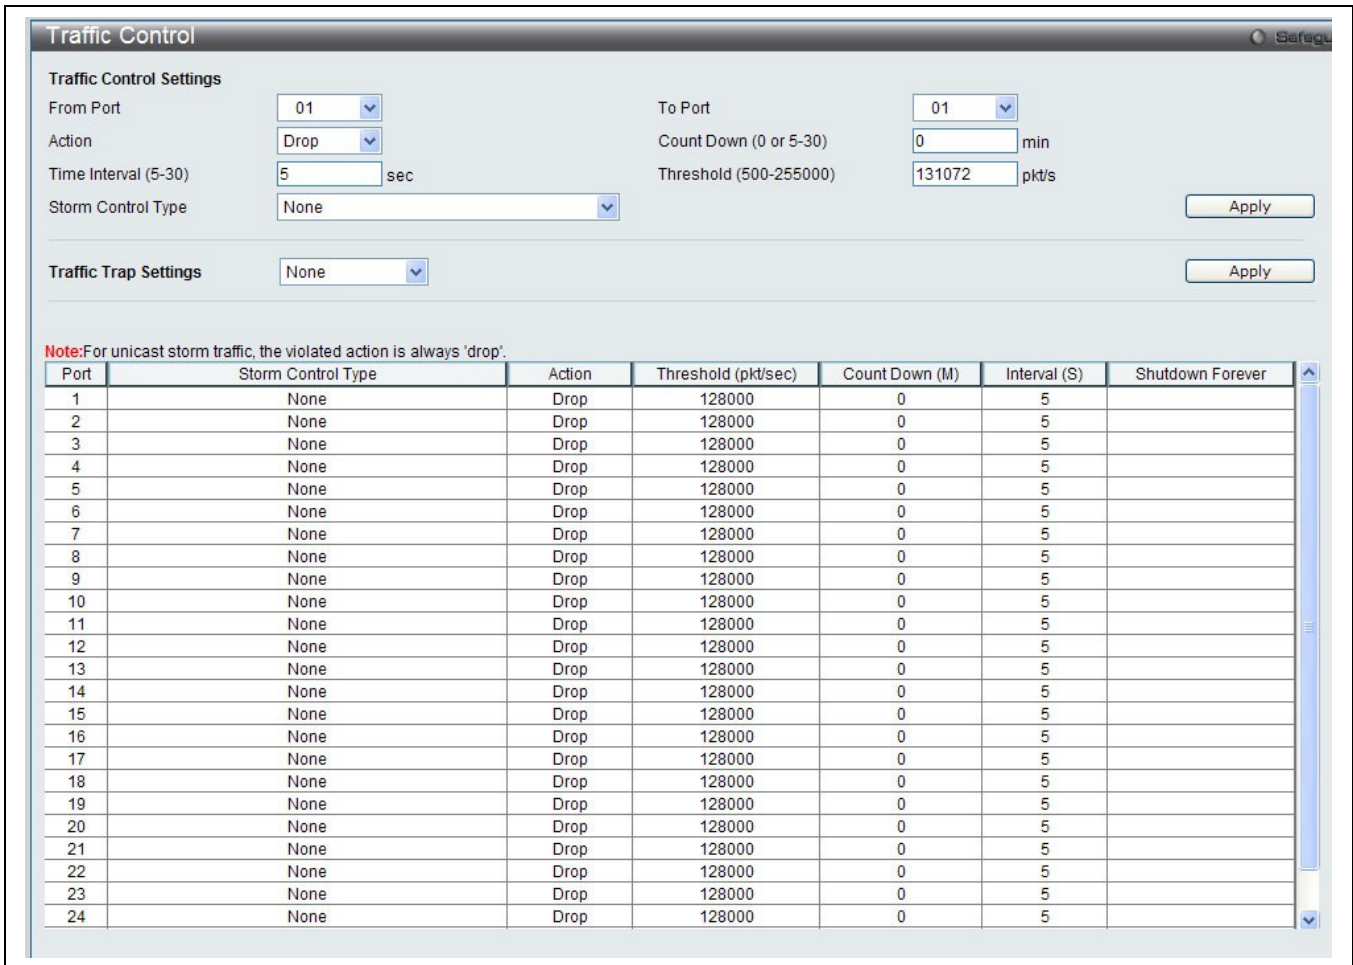 Traffic Control
Safegu
Traffic Control Settings
From Port 01 To Port 01
Action Drop Count Down (0 or 5-30) 0 min
Time Interval (5-30) 5 sec Threshold (500-255000) 131072 pkt/s
Storm Control Type None Apply
Traffic Trap Settings None Apply
Note:For unicast storm traffic, the violated action is always 'drop'.
Port Storm Control Type Action Threshold (pkt/sec) Count Down (M) Interval (S) Shutdown Forever
1 None Drop 128000 0 5
2 None Drop 128000 0 5
3 None Drop 128000 0 5
4 None Drop 128000 0 5
5 None Drop 128000 0 5
6 None Drop 128000 0 5
7 None Drop 128000 0 5
8 None Drop 128000 0 5
9 None Drop 128000 0 5
10 None Drop 128000 0 5
11 None Drop 128000 0 5
12 None Drop 128000 0 5
13 None Drop 128000 0 5
14 None Drop 128000 0 5
15 None Drop 128000 0 5
16 None Drop 128000 0 5
17 None Drop 128000 0 5
18 None Drop 128000 0 5
19 None Drop 128000 0 5
20 None Drop 128000 0 5
21 None Drop 128000 0 5
22 None Drop 128000 0 5
23 None Drop 128000 0 5
24 None Drop 128000 0 5